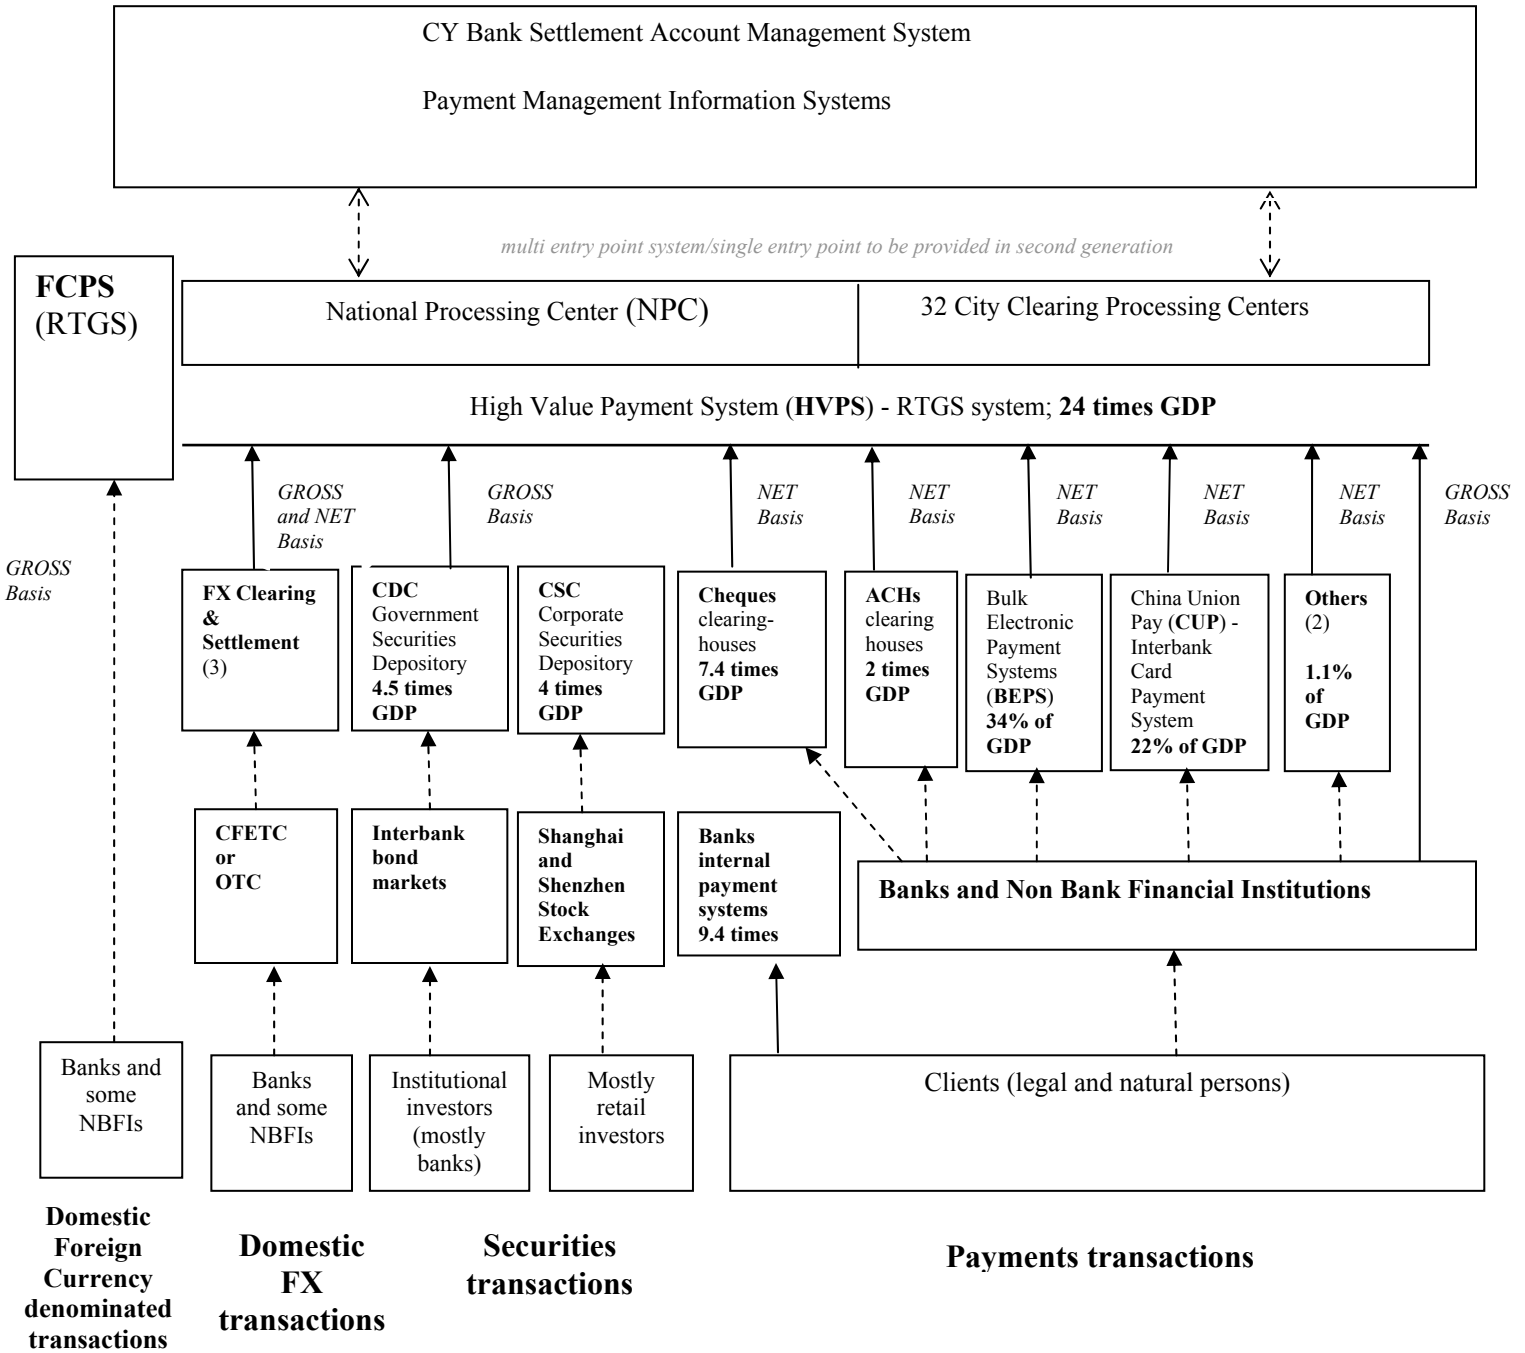 CY Bank Settlement Account Management System
Payment Management Information Systems
multi entry point system/single entry point to be provided in second generation
FCPS
(RTGS)
National Processing Center (NPC)
32 City Clearing Processing Centers
High Value Payment System (HVPS) - RTGS system; 24 times GDP
GROSS
Basis
GROSS
and NET
Basis
GROSS
Basis
NET
Basis
NET
Basis
NET
Basis
NET
Basis
NET
Basis
GROSS
Basis
FX Clearing
&
Settlement
(3)
CDC
Government
Securities
Depository
4.5 times
GDP
CSC
Corporate
Securities
Depository
4 times
GDP
Cheques
clearing-
houses
7.4 times
GDP
ACHs
clearing
houses
2 times
GDP
Bulk
Electronic
Payment
Systems
(BEPS)
34% of
GDP
China Union
Pay (CUP) -
Interbank
Card
Payment
System
22% of GDP
Others
(2)
1.1%
of
GDP
CFETC
or
OTC
Interbank
bond
markets
Shanghai
and
Shenzhen
Stock
Exchanges
Banks
internal
payment
systems
9.4 times
Banks and Non Bank Financial Institutions
Banks and
some
NBFIs
Banks
and some
NBFIs
Institutional
investors
(mostly
banks)
Mostly
retail
investors
Clients (legal and natural persons)
Domestic
Foreign
Currency
denominated
transactions
Domestic
FX
transactions
Securities
transactions
Payments transactions